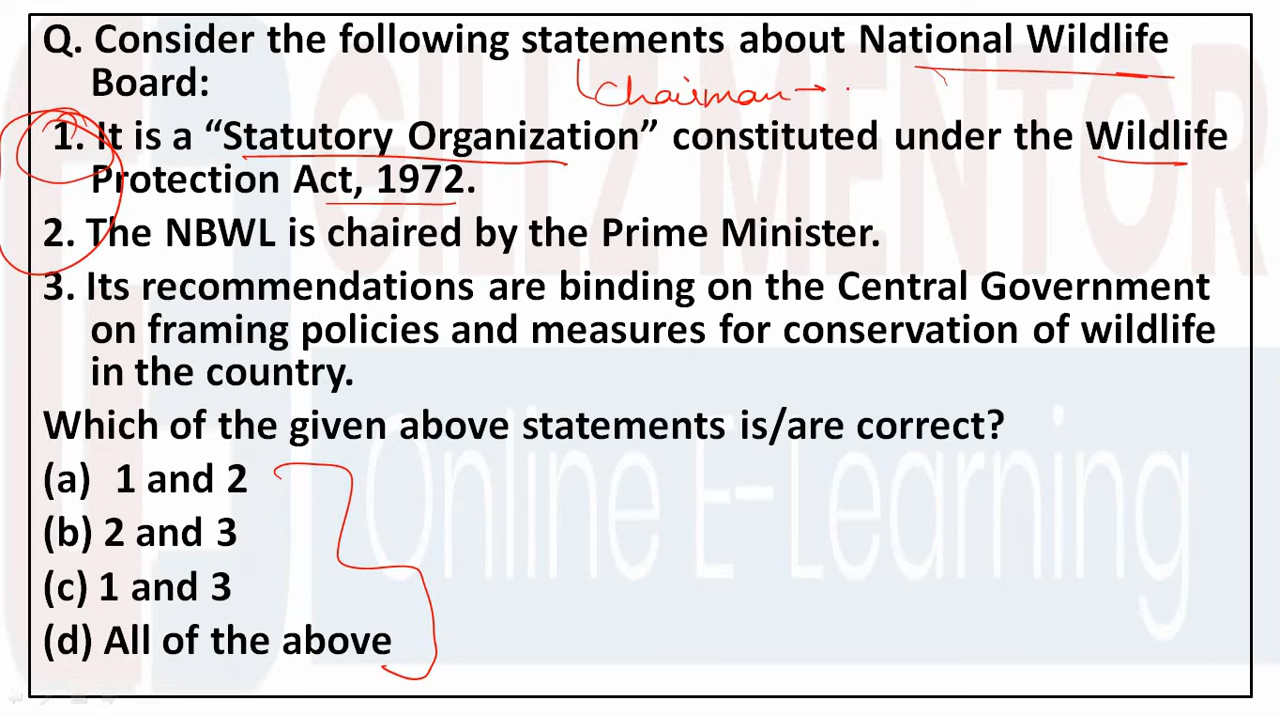 Q. Consider the following statements about National Wildlife
Board:
Chairman →
1. It is a “Statutory Organization” constituted under the Wildlife
Protection Act, 1972.
2. The NBWL is chaired by the Prime Minister.
3. Its recommendations are binding on the Central Government
on framing policies and measures for conservation of wildlife
in the country.
Which of the given above statements is/are correct?
(a) 1 and 2
(b) 2 and 3
(c) 1 and 3
(d) All of the above
GILLZ MENTOR
Online E-Learning